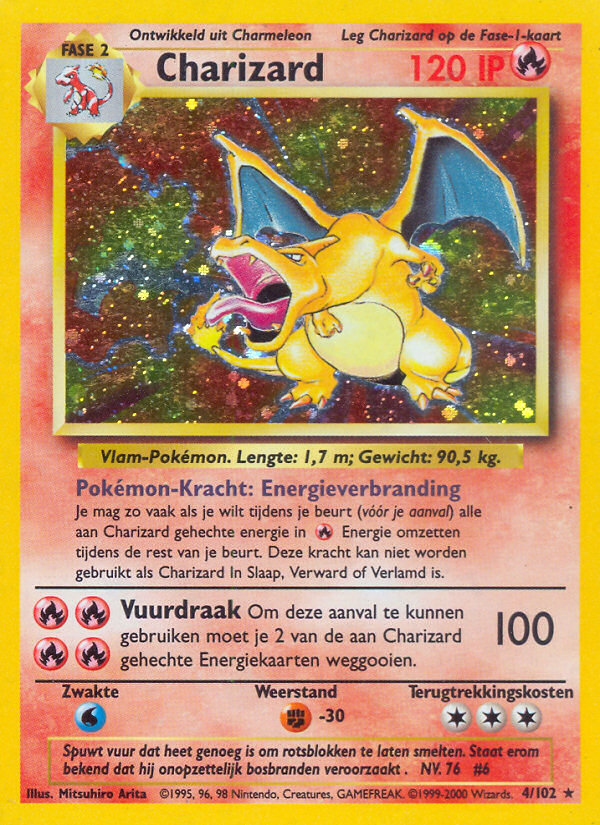 Ontwikkeld uit Charmeleon
Leg Charizard op de Fase-1-kaart
FASE 2
Charizard
120 IP
Vlam-Pokémon. Lengte: 1,7 m; Gewicht: 90,5 kg.
Pokémon-Kracht: Energieverbranding
Je mag zo vaak als je wilt tijdens je beurt (vóór je aanval) alle
aan Charizard gehechte energie in Energie omzetten
tijdens de rest van je beurt. Deze kracht kan niet worden
gebruikt als Charizard In Slaap, Verward of Verlamd is.
Vuurdraak Om deze aanval te kunnen
gebruiken moet je 2 van de aan Charizard
gehechte Energiekaarten weggooien.
100
Zwakte
Weerstand
Terugtrekkingskosten
-30
Spuwt vuur dat heet genoeg is om rotsblokken te laten smelten. Staat erom
bekend dat hij onopzettelijk bosbranden veroorzaakt . NV. 76 #6
Illus. Mitsuhiro Arita ©1995, 96, 98 Nintendo, Creatures, GAMEFREAK. ©1999-2000 Wizards. 4/102 ★